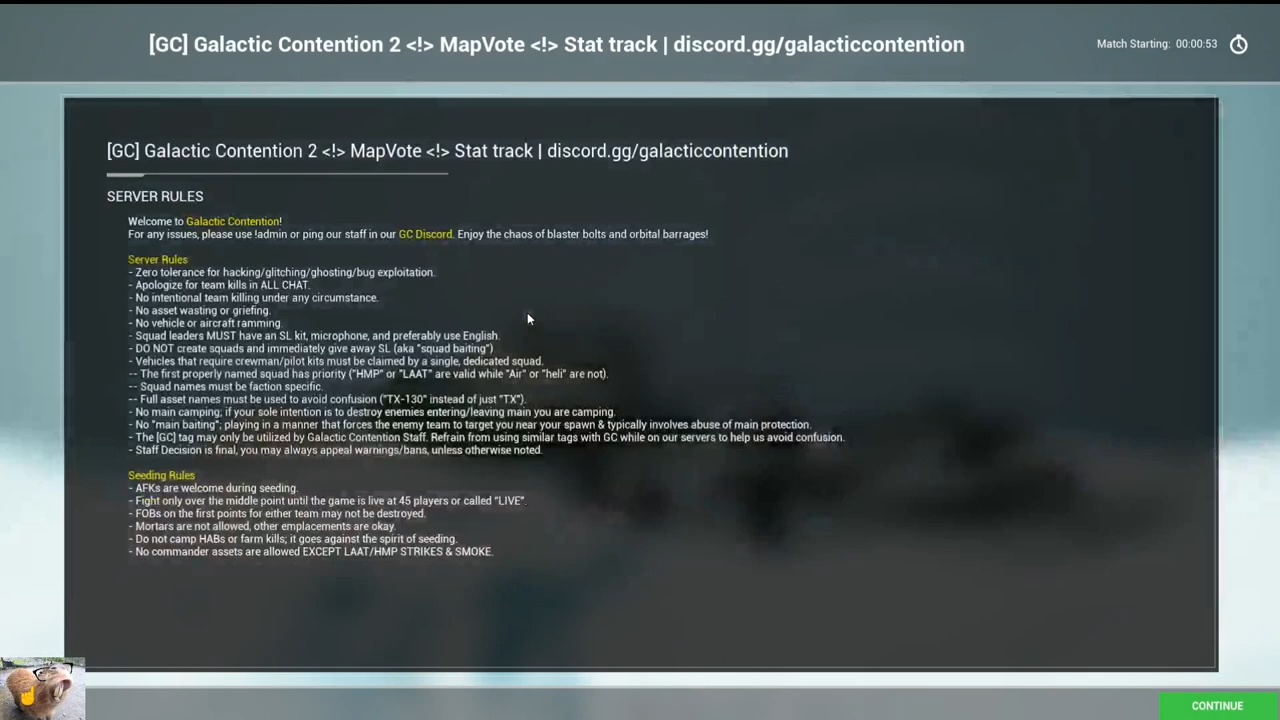 [GC] Galactic Contention 2 <!> MapVote <!> Stat track | discord.gg/galacticcontention
Match Starting: 00:00:53
[GC] Galactic Contention 2 <!> MapVote <!> Stat track | discord.gg/galacticcontention
SERVER RULES
Welcome to Galactic Contention!
For any issues, please use !admin or ping our staff in our GC Discord. Enjoy the chaos of blaster bolts and orbital barrages!
Server Rules
- Zero tolerance for hacking/glitching/ghosting/bug exploitation.
- Apologize for team kills in ALL CHAT.
- No intentional team killing under any circumstance.
- No asset wasting or griefing.
- No vehicle or aircraft ramming.
- Squad leaders MUST have an SL kit, microphone, and preferably use English.
- DO NOT create squads and immediately give away SL (aka "squad baiting")
- Vehicles that require crewman/pilot kits must be claimed by a single, dedicated squad.
-- The first properly named squad has priority ("HMP" or "LAAT" are valid while "Air" or "heli" are not).
-- Squad names must be faction specific.
-- Full asset names must be used to avoid confusion ("TX-130" instead of just "TX").
- No main camping; if your sole intention is to destroy enemies entering/leaving main you are camping.
- No "main baiting"; playing in a manner that forces the enemy team to target you near your spawn & typically involves abuse of main protection.
- The [GC] tag may only be utilized by Galactic Contention Staff. Refrain from using similar tags with GC while on our servers to help us avoid confusion.
- Staff Decision is final, you may always appeal warnings/bans, unless otherwise noted.
Seeding Rules
- AFKs are welcome during seeding.
- Fight only over the middle point until the game is live at 45 players or called "LIVE".
- FOBs on the first points for either team may not be destroyed.
- Mortars are not allowed, other emplacements are okay.
- Do not camp HABs or farm kills; it goes against the spirit of seeding.
- No commander assets are allowed EXCEPT LAAT/HMP STRIKES & SMOKE.
CONTINUE